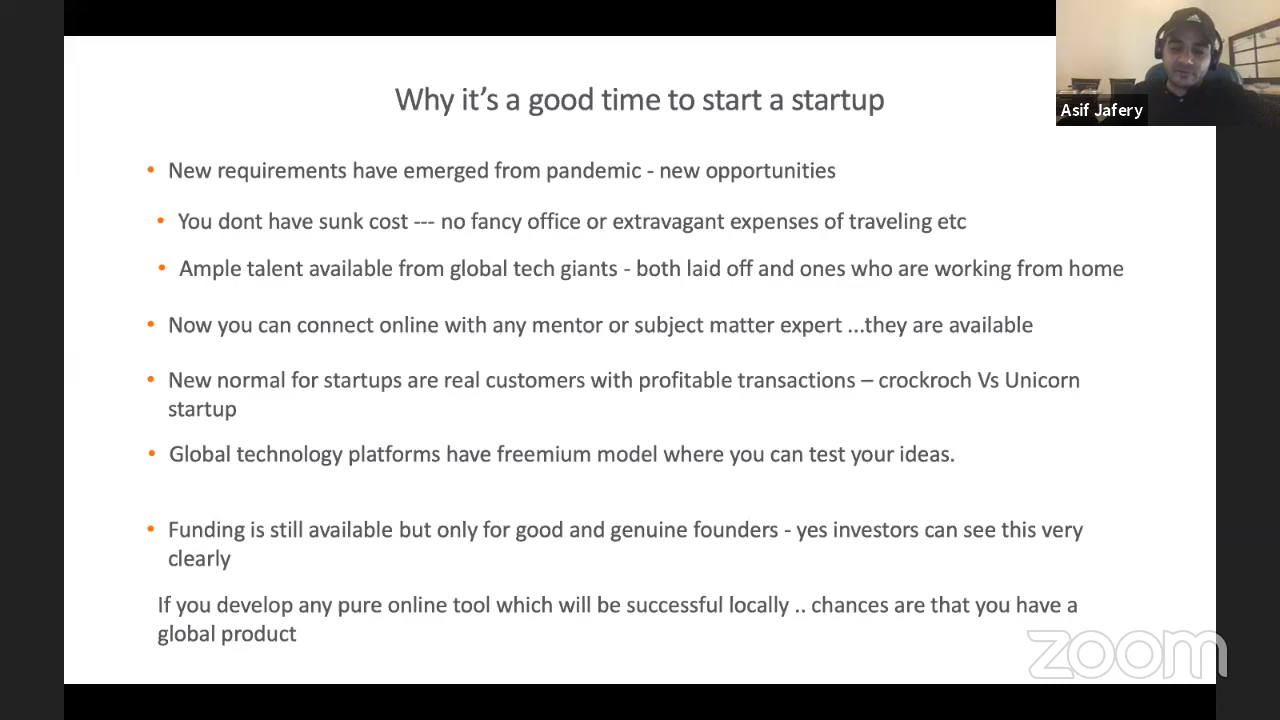 Why it's a good time to start a startup
Asif Jafery
• New requirements have emerged from pandemic - new opportunities
• You dont have sunk cost --- no fancy office or extravagant expenses of traveling etc
• Ample talent available from global tech giants - both laid off and ones who are working from home
• Now you can connect online with any mentor or subject matter expert ...they are available
• New normal for startups are real customers with profitable transactions – crockroch Vs Unicorn
startup
• Global technology platforms have freemium model where you can test your ideas.
• Funding is still available but only for good and genuine founders - yes investors can see this very
clearly
If you develop any pure online tool which will be successful locally .. chances are that you have a
global product
zoom